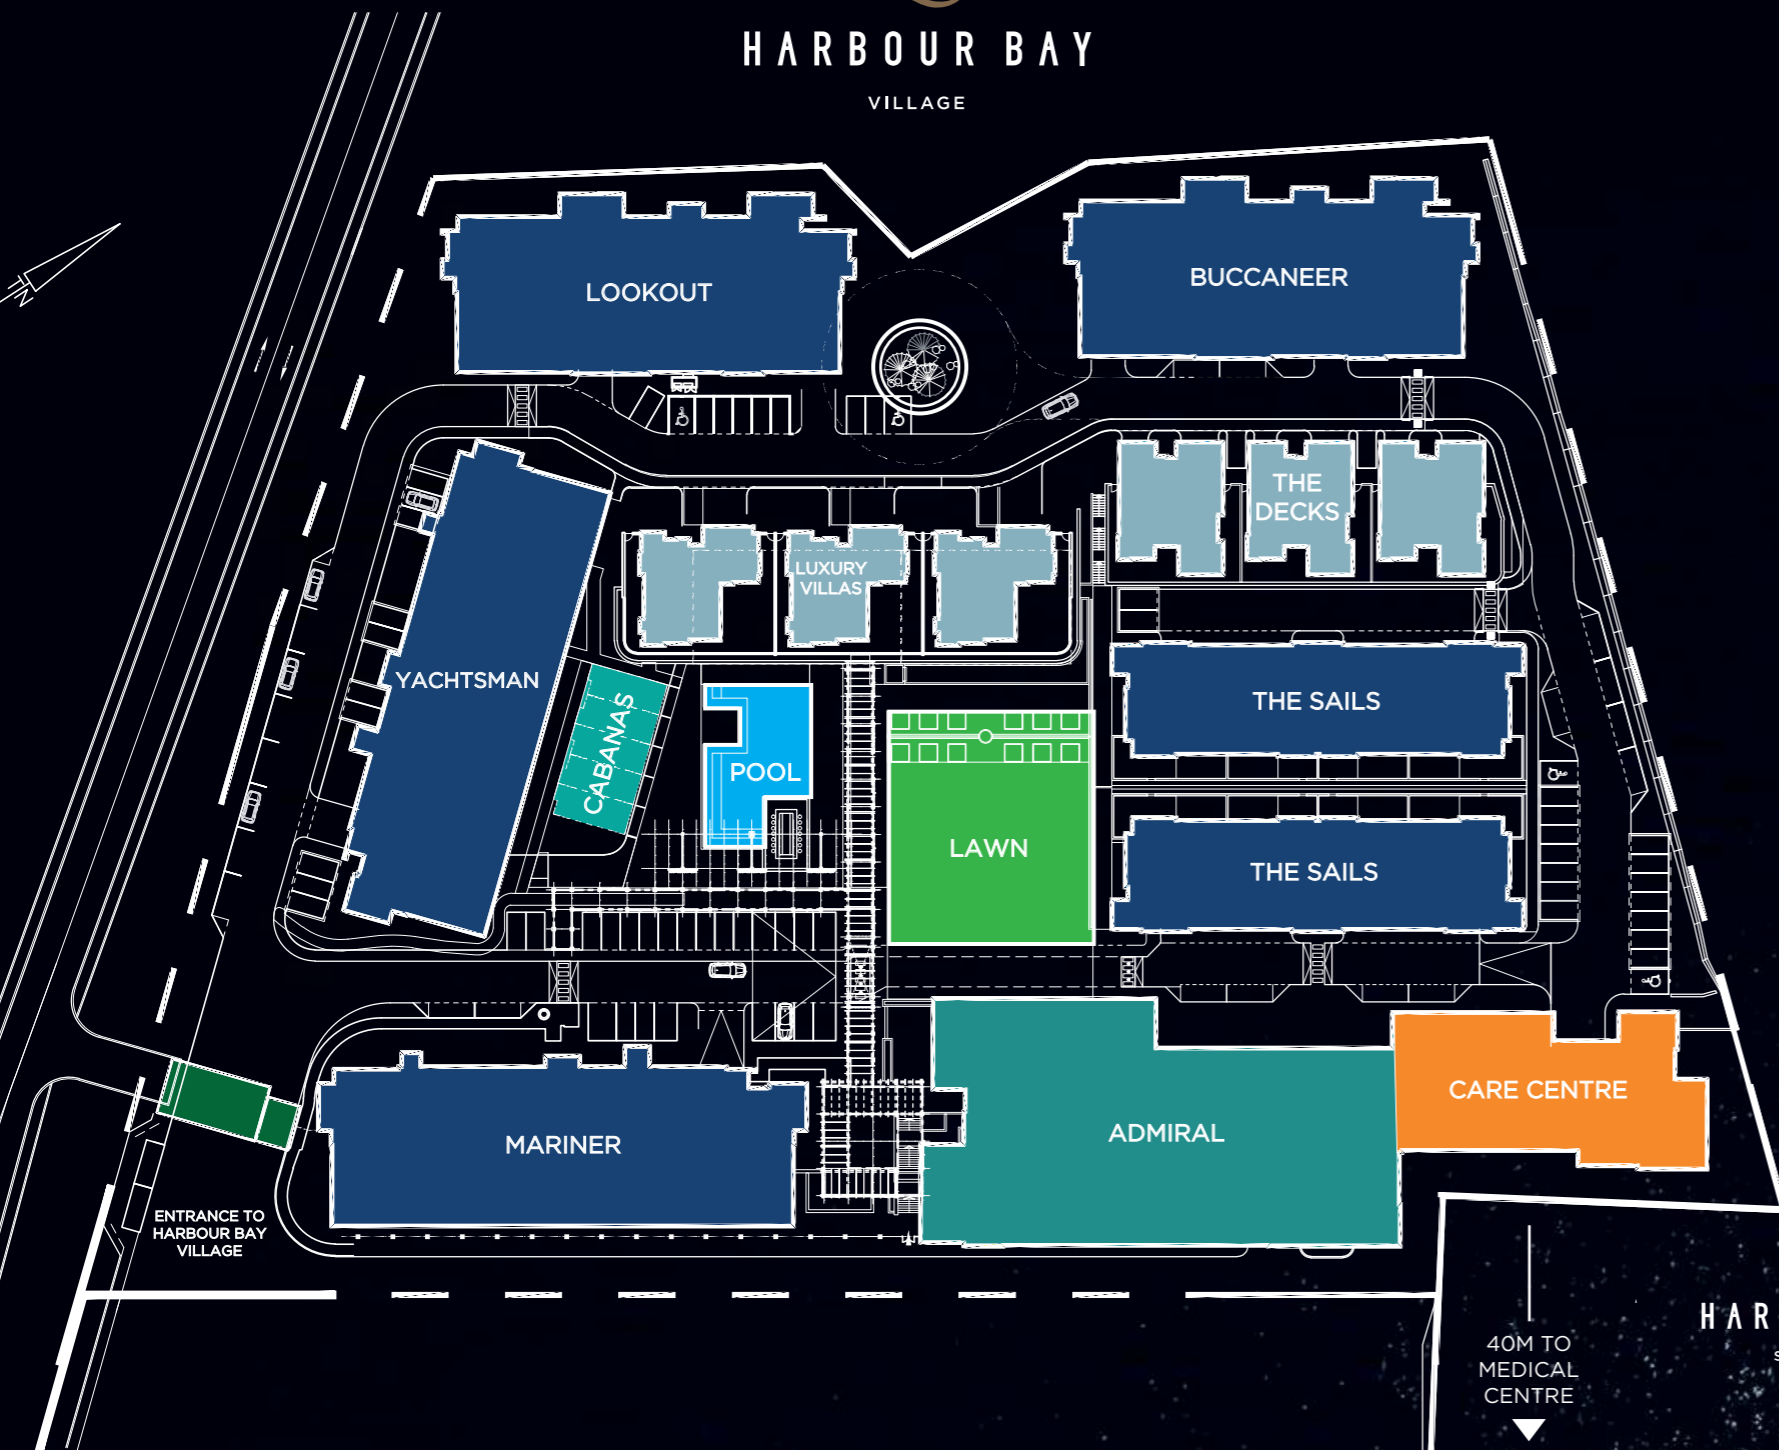 HARBOUR BAY
VILLAGE
N
LOOKOUT
BUCCANEER
THE
DECKS
LUXURY
VILLAS
YACHTSMAN
CABANAS
POOL
THE SAILS
LAWN
THE SAILS
CARE CENTRE
ADMIRAL
MARINER
ENTRANCE TO
HARBOUR BAY
VILLAGE
HAR
S
40M TO
MEDICAL
CENTRE